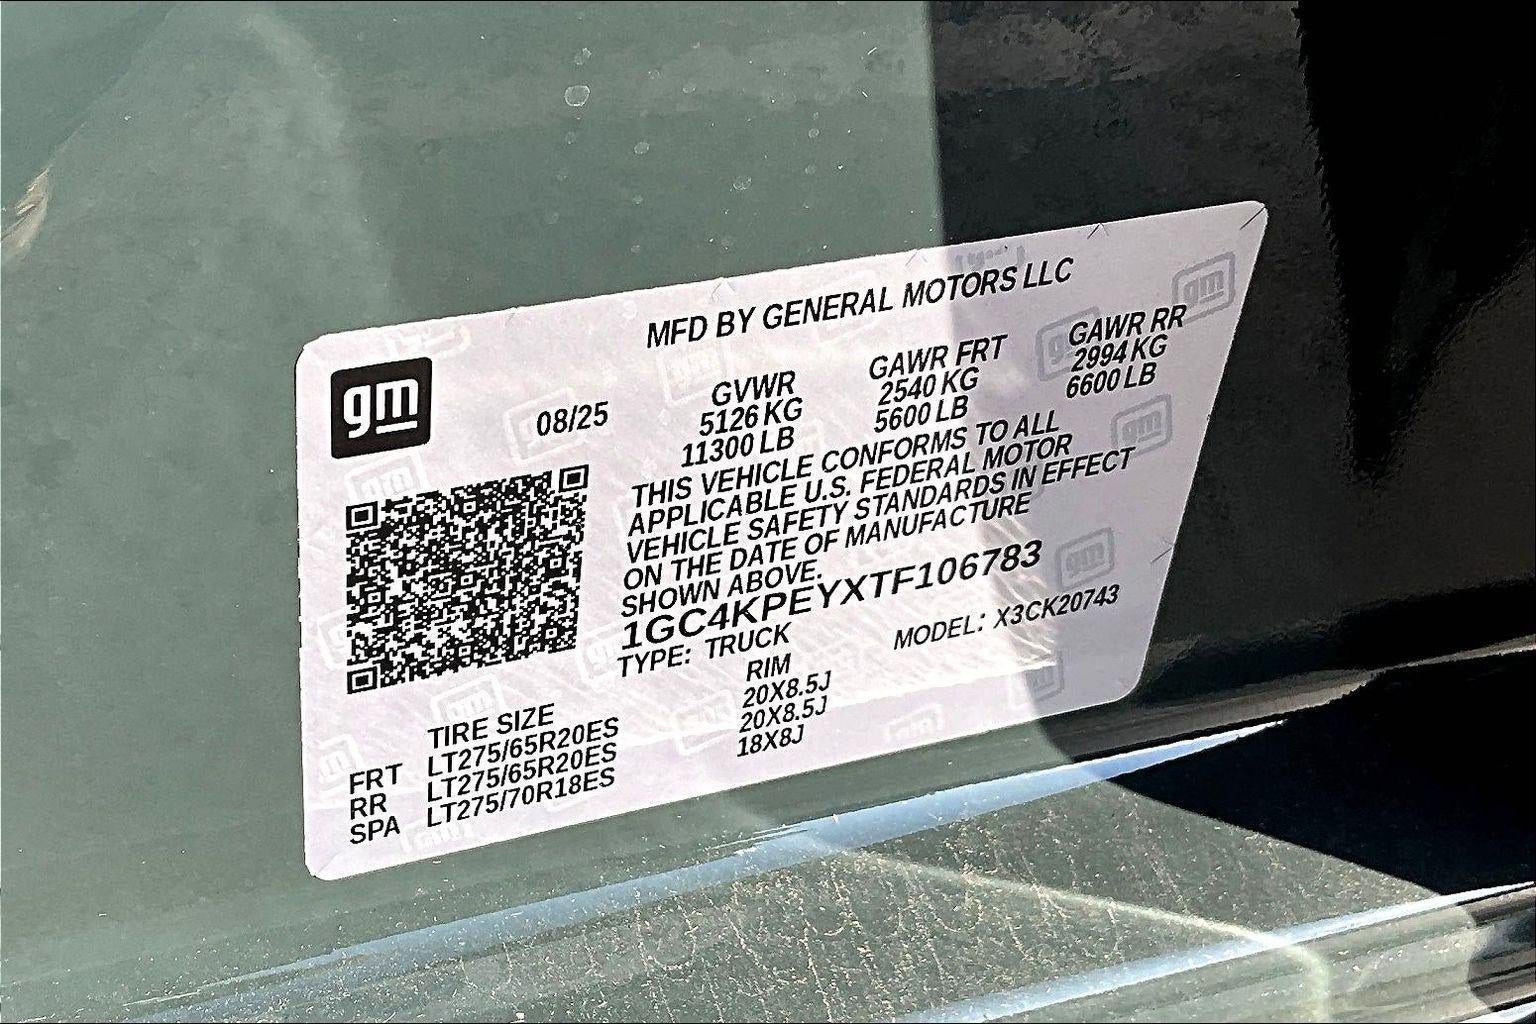 MFD BY GENERAL MOTORS LLC
gm
08/25
GVWR GAWR FRT GAWR RR
5126 KG 2540 KG 2994 KG
11300 LB 5600 LB 6600 LB
THIS VEHICLE CONFORMS TO ALL
APPLICABLE U.S. FEDERAL MOTOR
VEHICLE SAFETY STANDARDS IN EFFECT
ON THE DATE OF MANUFACTURE
SHOWN ABOVE.
1GC4KPEYXTF106783
TYPE: TRUCK MODEL: X3CK20743
TIRE SIZE RIM
FRT LT275/65R20ES 20X8.5J
RR LT275/65R20ES 20X8.5J
SPA LT275/70R18ES 18X8J